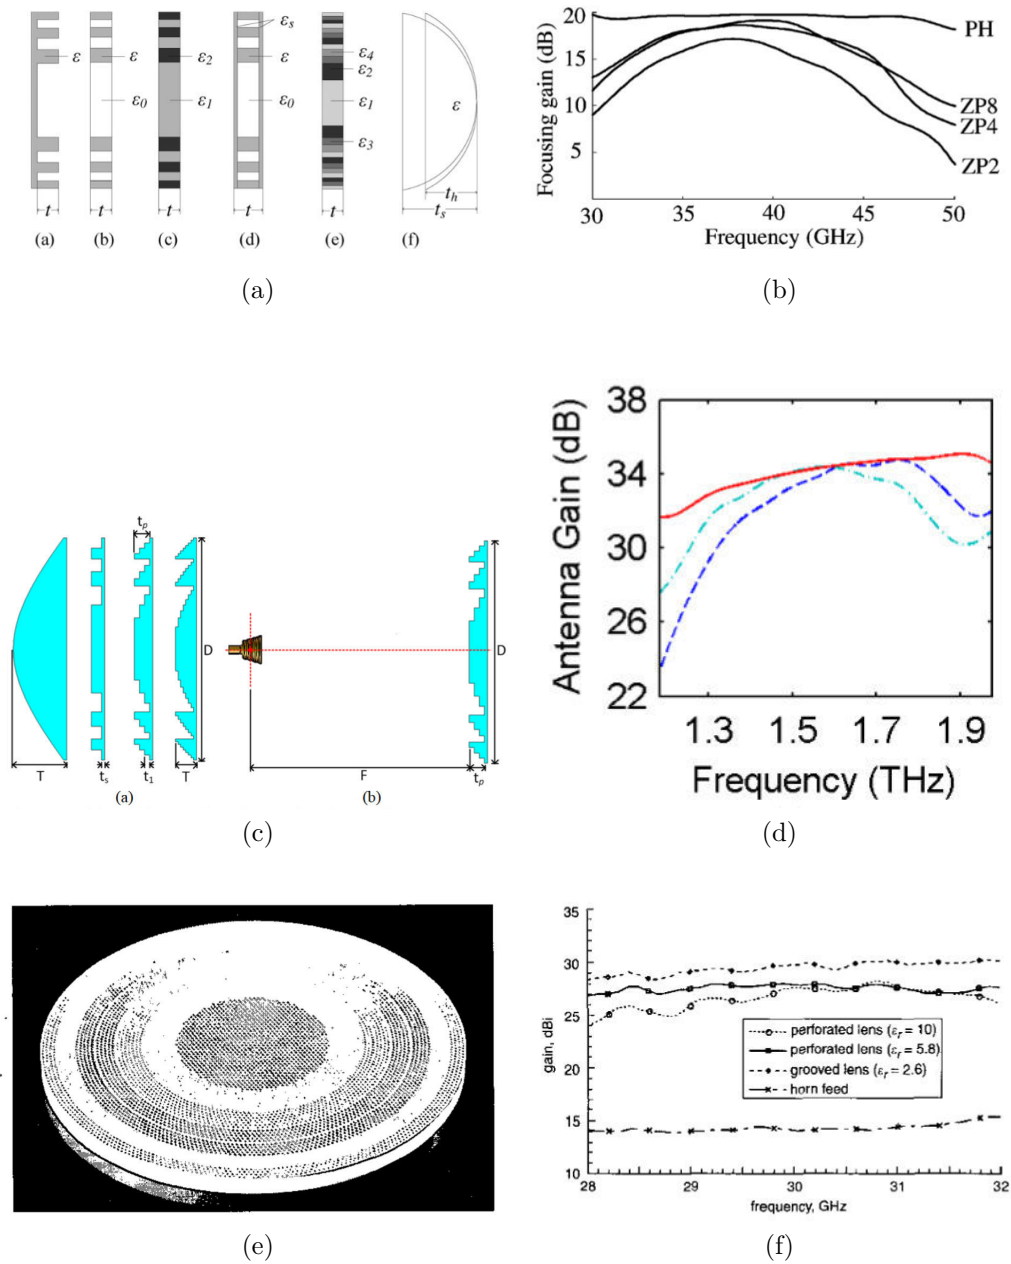 ε
ε
ε₂
ε₁
ε₀
εₛ
ε
ε₀
ε₄
ε₂
ε₁
ε₃
ε
tₕ
tₛ
t
t
t
t
t
(a)
(b)
(c)
(d)
(e)
(f)
(a)
Focusing gain (dB)
20
15
10
5
30
35
40
45
50
Frequency (GHz)
PH
ZP8
ZP4
ZP2
(b)
tₚ
D
D
T
tₛ
t₁
T
F
tₚ
(a)
(b)
(c)
Antenna Gain (dB)
38
34
30
26
22
1.3
1.5
1.7
1.9
Frequency (THz)
(d)
(e)
gain, dBi
35
30
25
20
15
10
28
29
30
31
32
frequency, GHz
perforated lens (εᵣ = 10)
perforated lens (εᵣ = 5.8)
grooved lens (εᵣ = 2.6)
horn feed
(f)